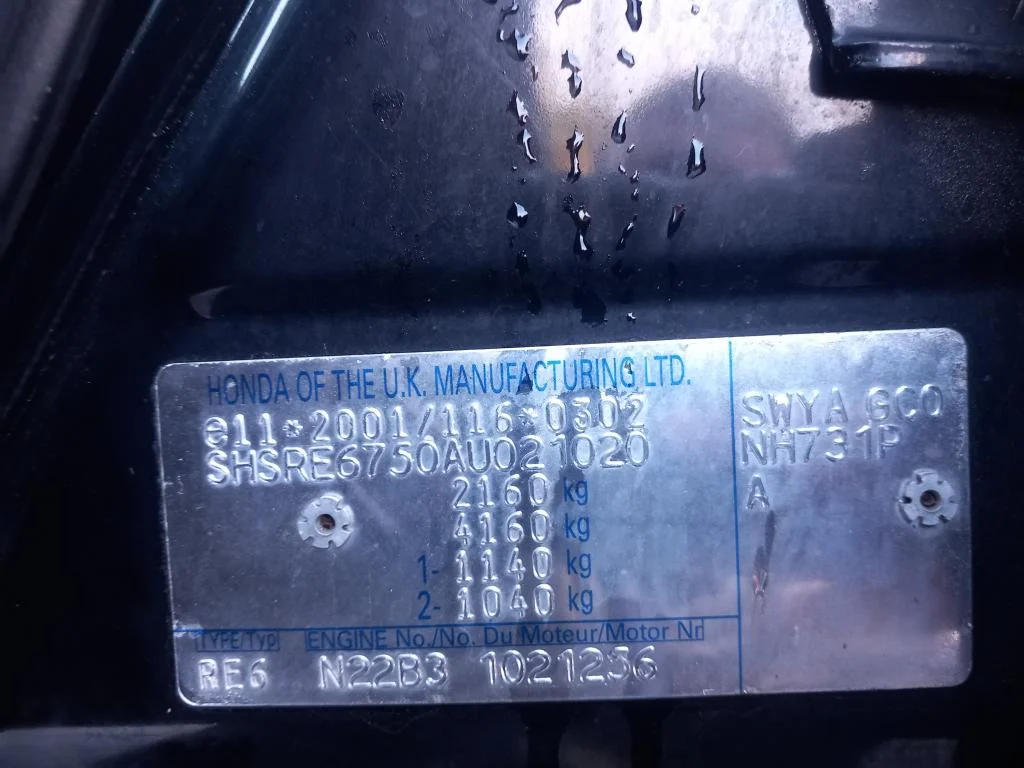 HONDA OF THE U.K. MANUFACTURING LTD.
e11*2001/116*0302
SHSRE6750AU021020
2160 kg
4160 kg
1- 1140 kg
2- 1040 kg
TYPE/Typ ENGINE No./No. Du Moteur/Motor Nr
RE6 N22B3 1021256
SWYA GC0
NH731P
A